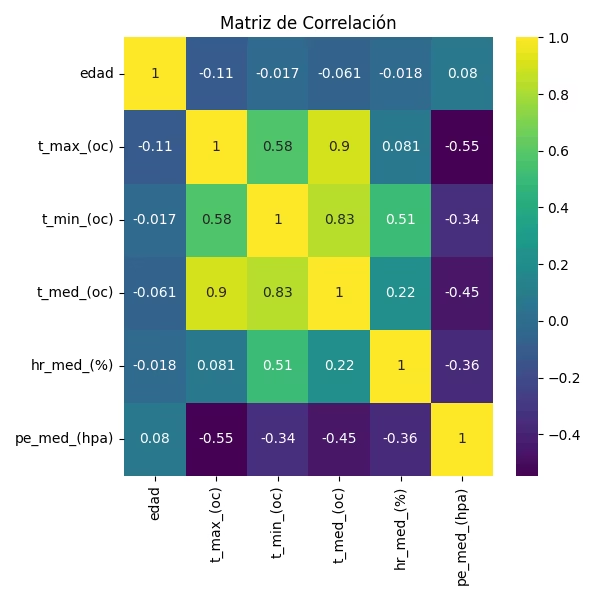 Matriz de Correlación
edad 1 -0.11 -0.017 -0.061 -0.018 0.08
t_max_(oc) -0.11 1 0.58 0.9 0.081 -0.55
t_min_(oc) -0.017 0.58 1 0.83 0.51 -0.34
t_med_(oc) -0.061 0.9 0.83 1 0.22 -0.45
hr_med_(%) -0.018 0.081 0.51 0.22 1 -0.36
pe_med_(hpa) 0.08 -0.55 -0.34 -0.45 -0.36 1
edad
t_max_(oc)
t_min_(oc)
t_med_(oc)
hr_med_(%)
pe_med_(hpa)
1.0
0.8
0.6
0.4
0.2
0.0
−0.2
−0.4